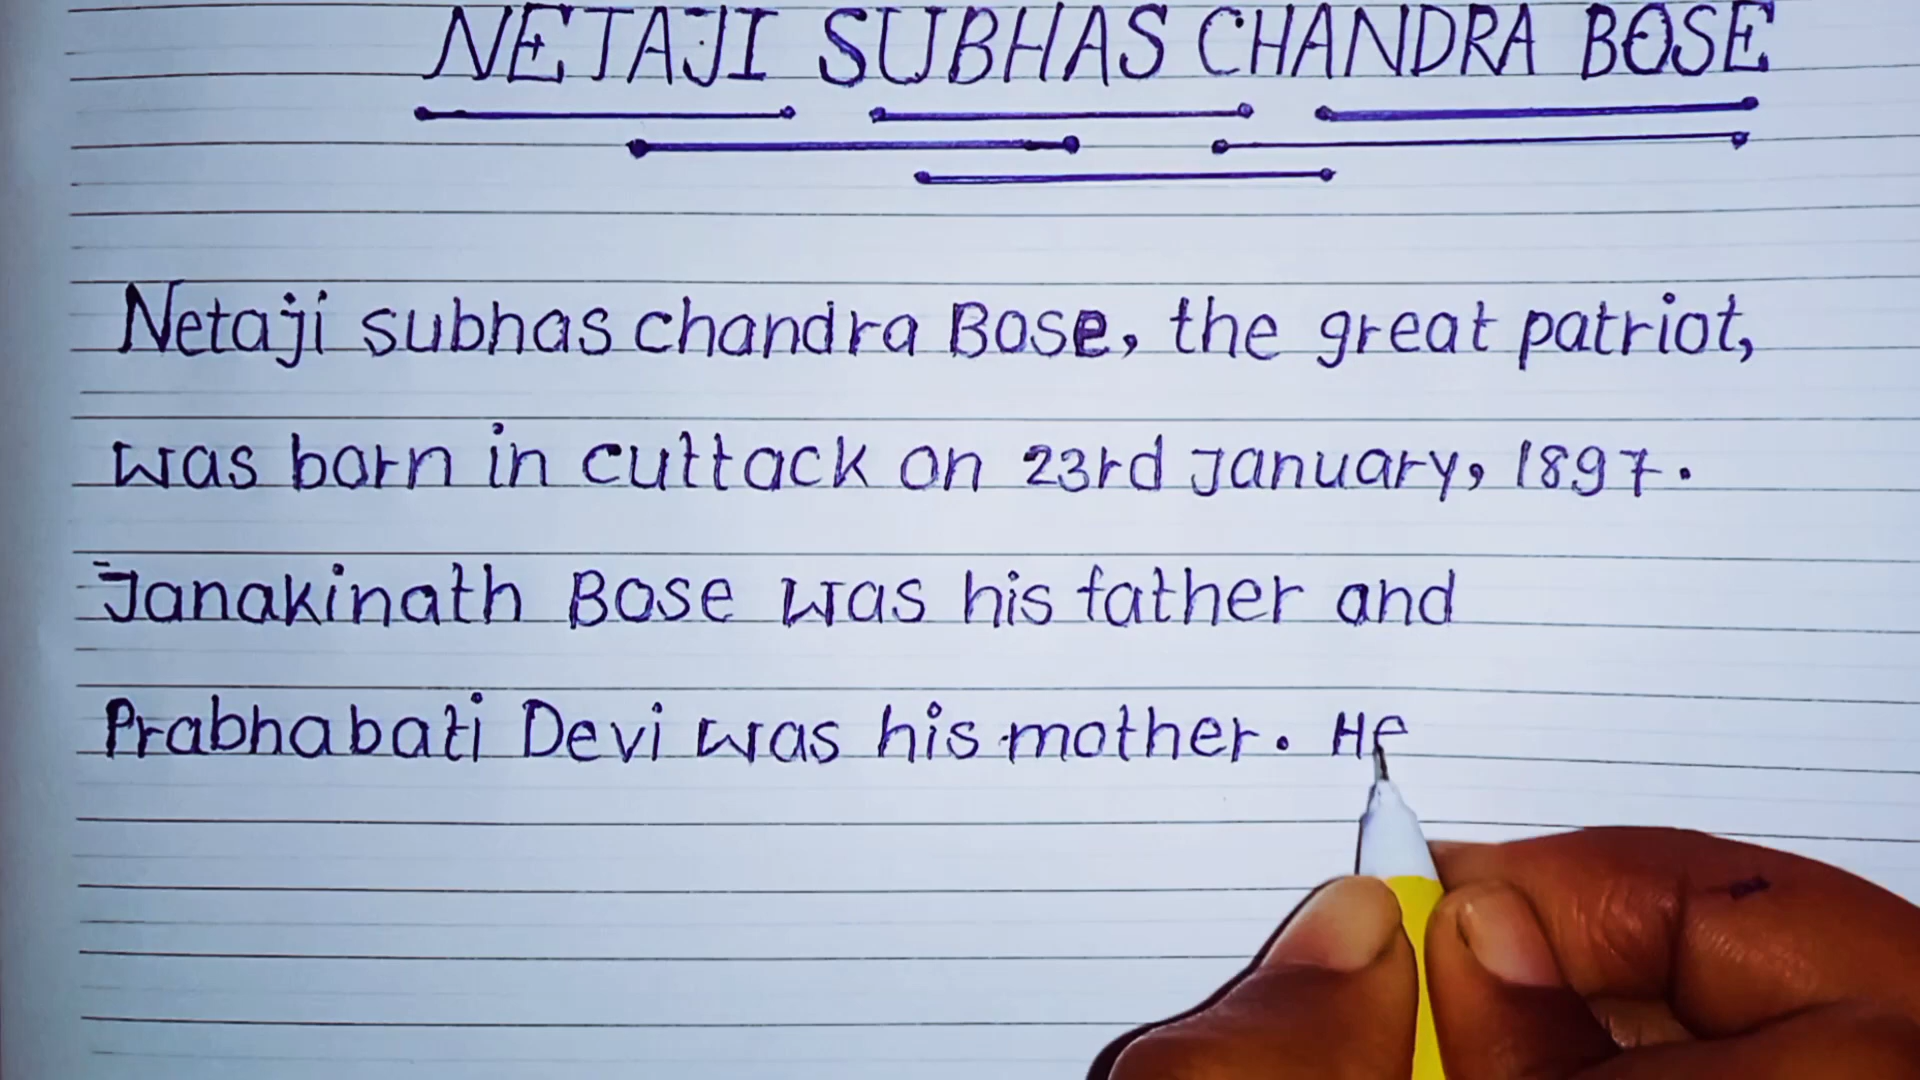 NETAJI SUBHAS CHANDRA BOSE
Netaji subhas chandra Bose, the great patriot,
was born in cuttack on 23rd January, 1897.
Janakinath Bose was his father and
Prabhabati Devi was his mother. He